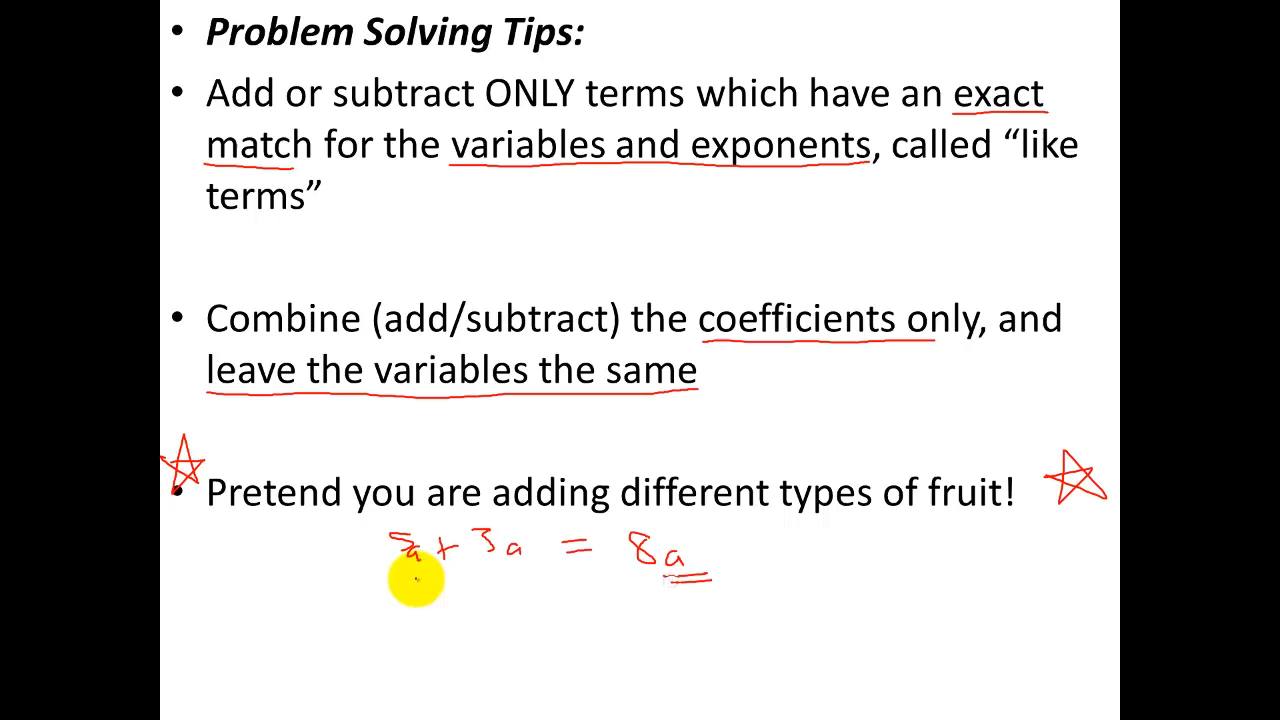 • Problem Solving Tips:
• Add or subtract ONLY terms which have an exact
match for the variables and exponents, called “like
terms”
• Combine (add/subtract) the coefficients only, and
leave the variables the same
• Pretend you are adding different types of fruit!
5a + 3a = 8a